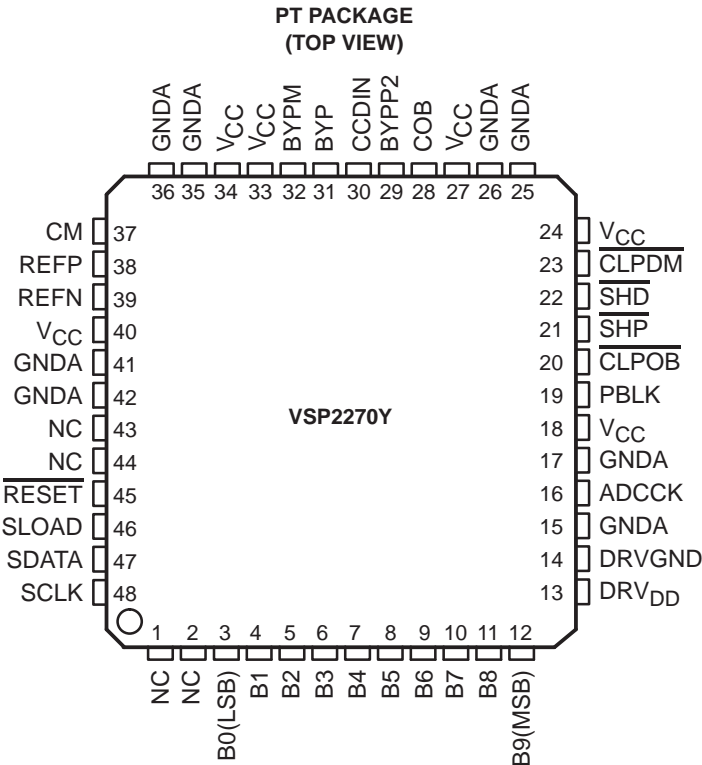 PT PACKAGE
(TOP VIEW)
GNDA
GNDA
VCC
VCC
BYPM
BYP
CCDIN
BYPP2
COB
VCC
GNDA
GNDA
36 35 34 33 32 31 30 29 28 27 26 25
CM 37
REFP 38
REFN 39
VCC 40
GNDA 41
GNDA 42
NC 43
NC 44
RESET 45
SLOAD 46
SDATA 47
SCLK 48
VSP2270Y
24 VCC
23 CLPDM
22 SHD
21 SHP
20 CLPOB
19 PBLK
18 VCC
17 GNDA
16 ADCCK
15 GNDA
14 DRVGND
13 DRVDD
1 2 3 4 5 6 7 8 9 10 11 12
NC
NC
B0(LSB)
B1
B2
B3
B4
B5
B6
B7
B8
B9(MSB)